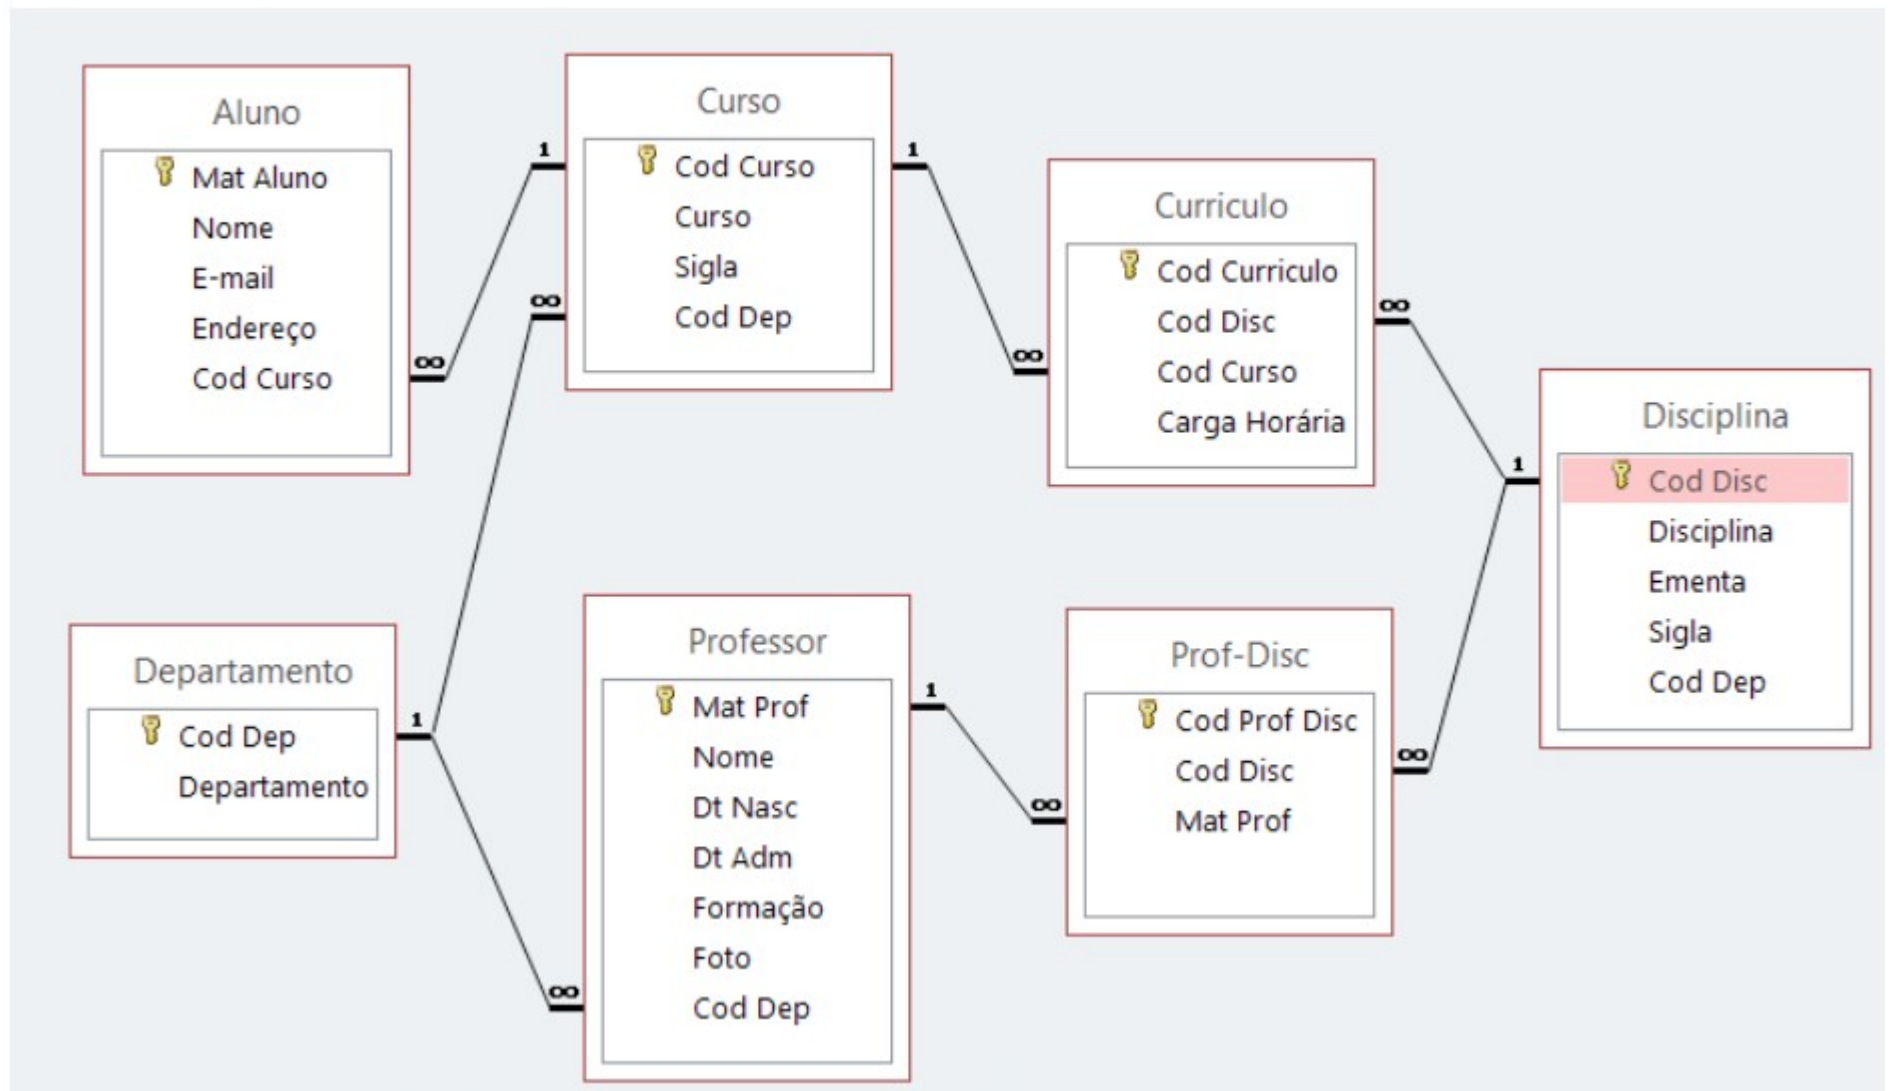 Aluno
Mat Aluno
Nome
E-mail
Endereço
Cod Curso
1
∞
Curso
Cod Curso
Curso
Sigla
Cod Dep
∞
1
∞
Curriculo
Cod Curriculo
Cod Disc
Cod Curso
Carga Horária
∞
1
Disciplina
Cod Disc
Disciplina
Ementa
Sigla
Cod Dep
Departamento
Cod Dep
Departamento
1
∞
Professor
Mat Prof
Nome
Dt Nasc
Dt Adm
Formação
Foto
Cod Dep
1
∞
Prof-Disc
Cod Prof Disc
Cod Disc
Mat Prof
∞